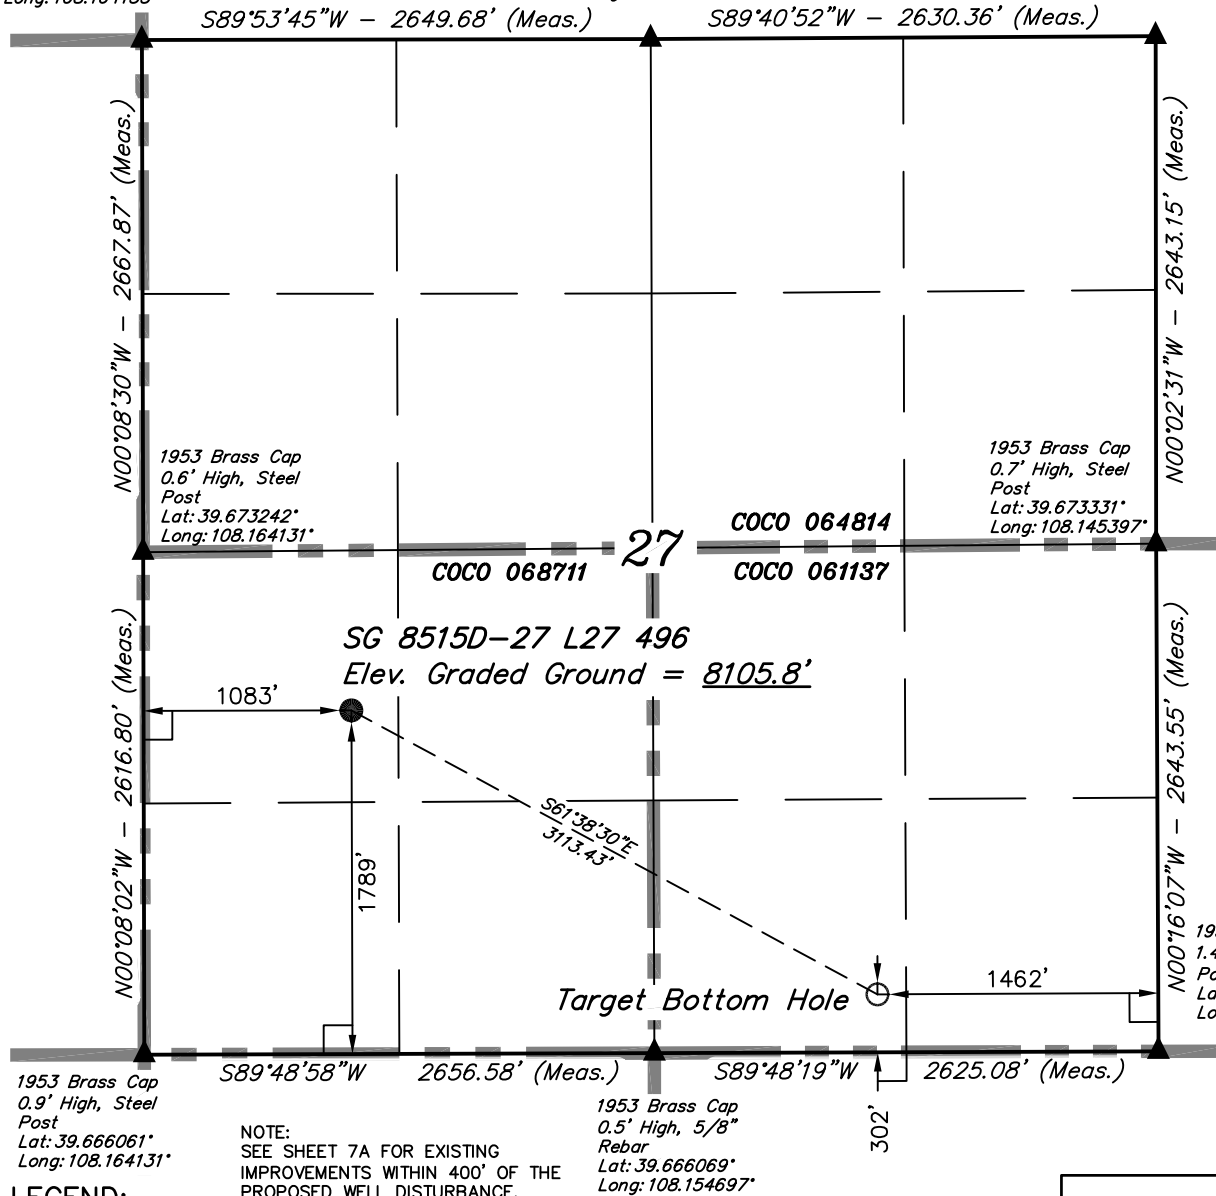 S89°53'45"W - 2649.68' (Meas.)
S89°40'52"W - 2630.36' (Meas.)
N00°08'30"W - 2667.87' (Meas.)
N00°02'31"W - 2643.15' (Meas.)
1953 Brass Cap
0.6' High, Steel
Post
Lat: 39.673242°
Long: 108.164131°
1953 Brass Cap
0.7' High, Steel
Post
Lat: 39.673331°
Long: 108.145397°
COCO 064814
27
COCO 068711
COCO 061137
SG 8515D-27 L27 496
Elev. Graded Ground = 8105.8'
1083'
N00°08'02"W - 2616.80' (Meas.)
N00°16'07"W - 2643.55' (Meas.)
S61°38'30"E
3113.43'
1789'
Target Bottom Hole
1462'
S89°48'58"W 2656.58' (Meas.)
S89°48'19"W 2625.08' (Meas.)
302'
1953 Brass Cap
0.9' High, Steel
Post
Lat: 39.666061°
Long: 108.164131°
NOTE:
SEE SHEET 7A FOR EXISTING
IMPROVEMENTS WITHIN 400' OF THE
PROPOSED WELL DISTURBANCE.
1953 Brass Cap
0.5' High, 5/8"
Rebar
Lat: 39.666069°
Long: 108.154697°
LEGEND: